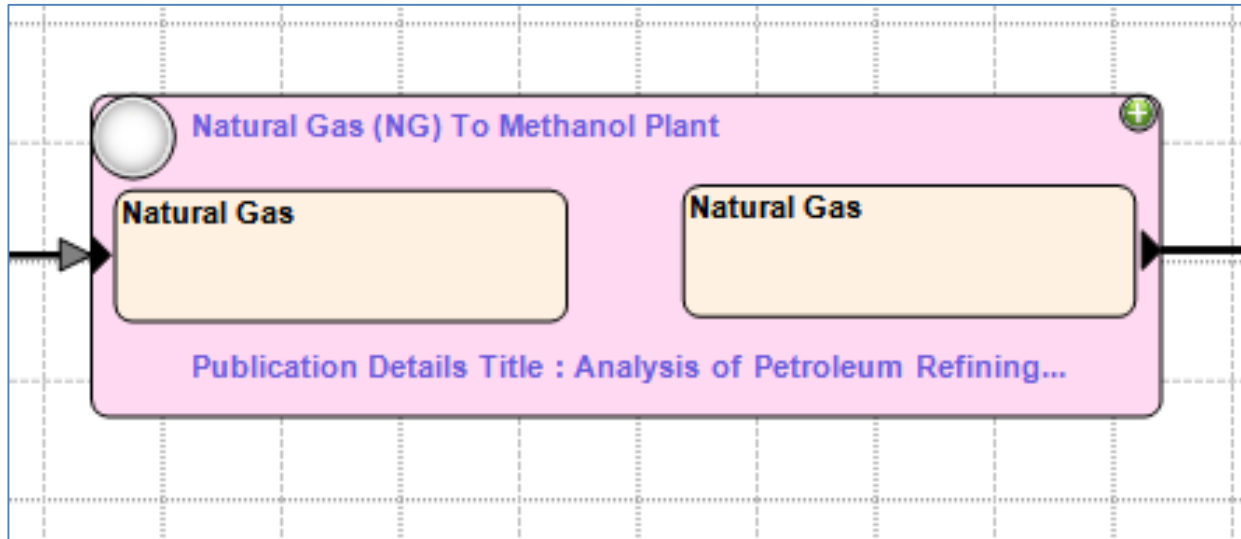 Natural Gas (NG) To Methanol Plant
Natural Gas
Natural Gas
Publication Details Title : Analysis of Petroleum Refining...